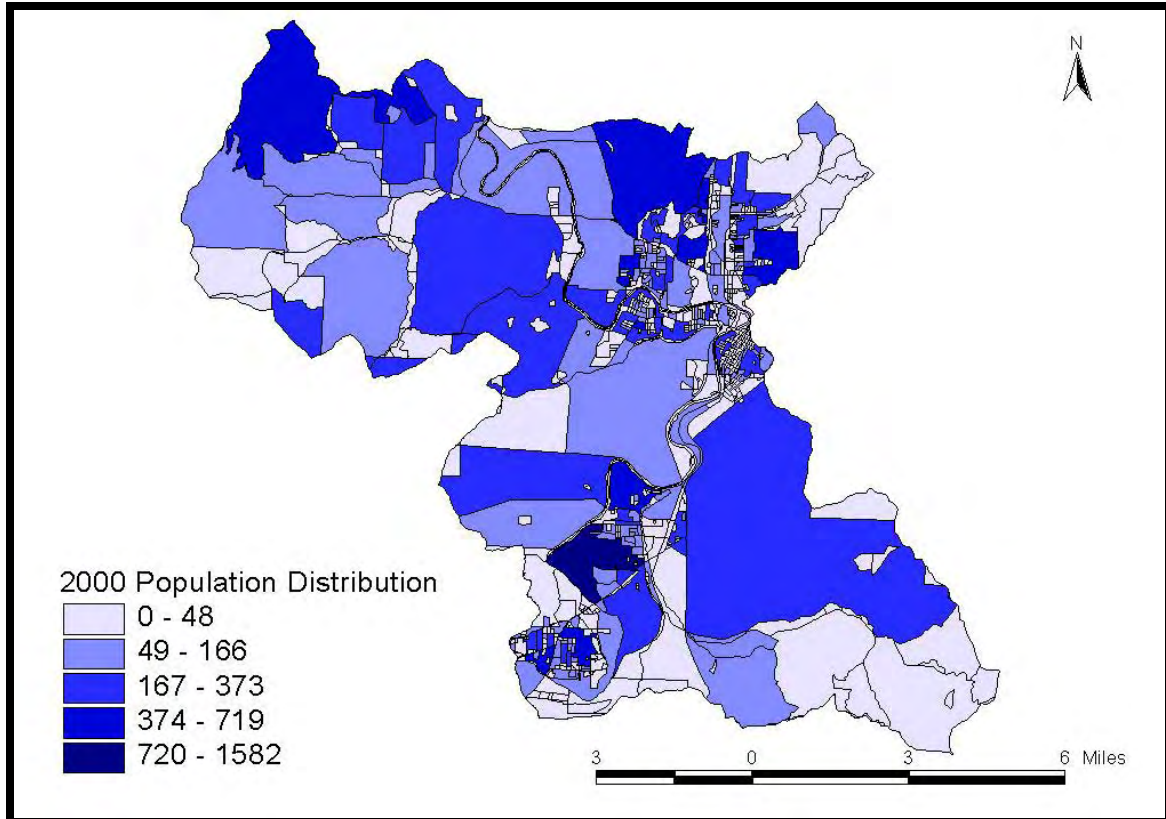 N
2000 Population Distribution
0 - 48
49 - 166
167 - 373
374 - 719
720 - 1582
3 0 3 6 Miles